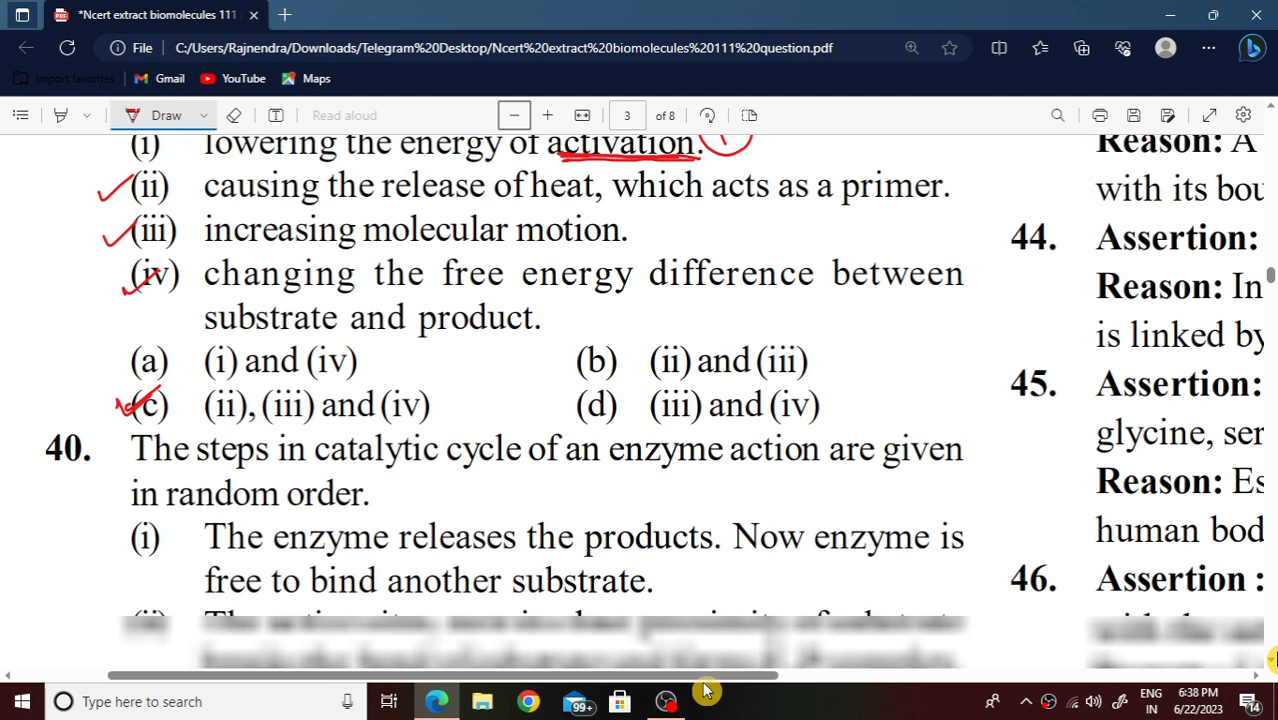 *Ncert extract biomolecules 111
File C:/Users/Rajnendra/Downloads/Telegram%20Desktop/Ncert%20extract%20biomolecules%20111%20question.pdf
Import favorites Gmail YouTube Maps
Draw Read aloud 3 of 8
(i) lowering the energy of activation.
(ii) causing the release of heat, which acts as a primer.
(iii) increasing molecular motion.
(iv) changing the free energy difference between
substrate and product.
(a) (i) and (iv) (b) (ii) and (iii)
(c) (ii), (iii) and (iv) (d) (iii) and (iv)
40. The steps in catalytic cycle of an enzyme action are given
in random order.
(i) The enzyme releases the products. Now enzyme is
free to bind another substrate.
Reason: A
with its bou
44. Assertion:
Reason: In
is linked by
45. Assertion:
glycine, ser
Reason: Es
human bod
46. Assertion :
Type here to search 99+ ENG 6:38 PM
IN 6/22/2023 14